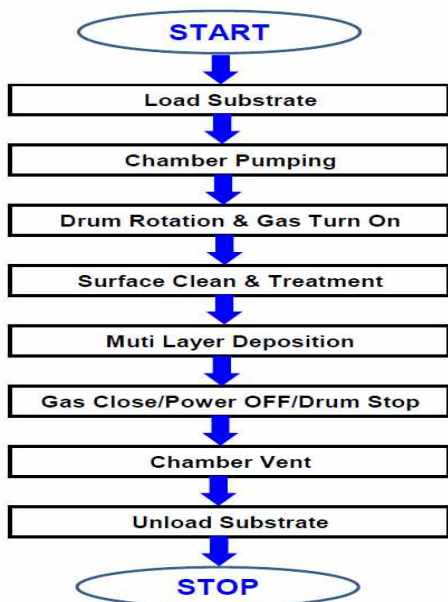 START
Load Substrate
Chamber Pumping
Drum Rotation & Gas Turn On
Surface Clean & Treatment
Muti Layer Deposition
Gas Close/Power OFF/Drum Stop
Chamber Vent
Unload Substrate
STOP